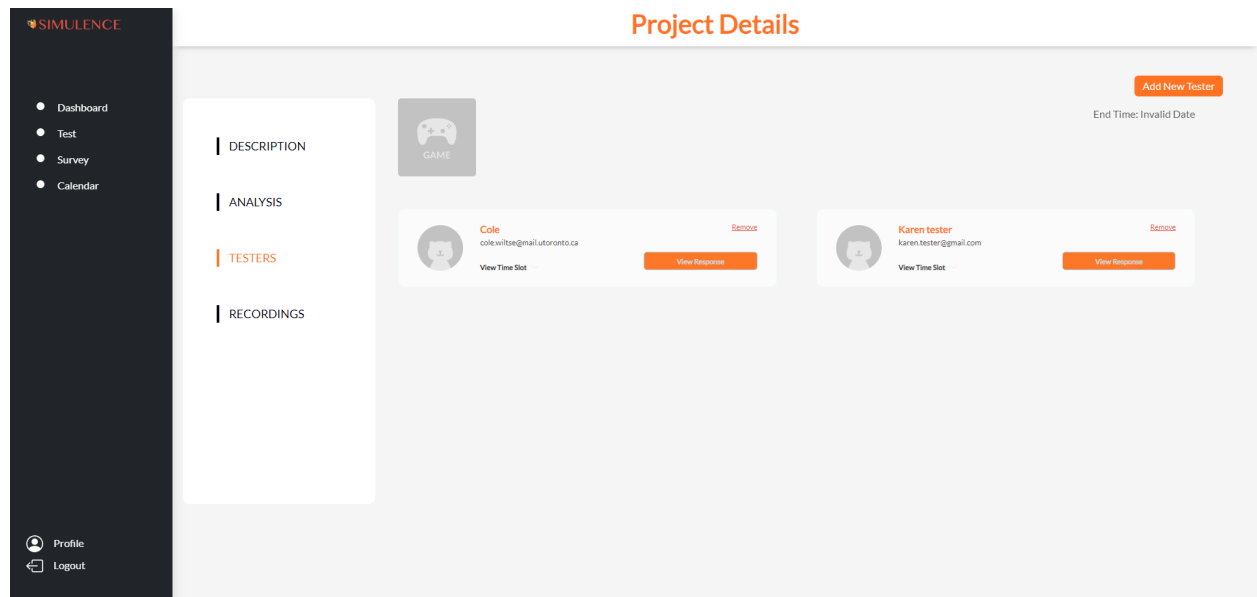 SIMULENCE
Project Details
Dashboard
Test
Survey
Calendar
Profile
Logout
DESCRIPTION
ANALYSIS
TESTERS
RECORDINGS
GAME
Add New Tester
End Time: Invalid Date
Cole
cole.wiltse@mail.utoronto.ca
View Time Slot
Remove
View Response
Karen tester
karen.tester@gmail.com
View Time Slot
Remove
View Response